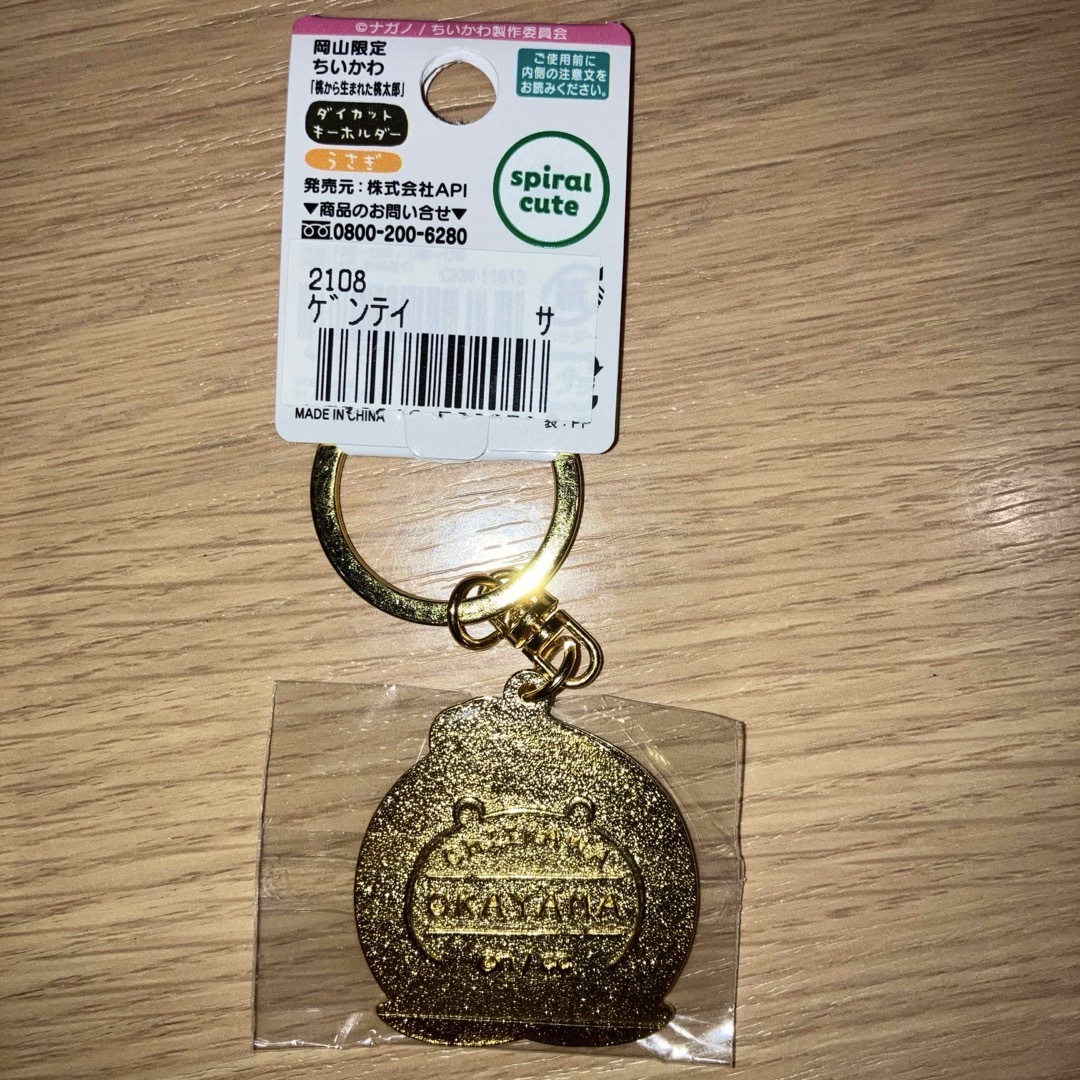 ©ナガノ / ちいかわ製作委員会
岡山限定
ちいかわ
「桃から生まれた桃太郎」
ダイカット
キーホルダー
うさぎ
発売元：株式会社API
▼商品のお問い合せ▼
0800-200-6280
ご使用前に
内側の注意文を
お読みください。
spiral
cute
2108
ゲンテイ サ
MADE IN CHINA
CHIIKAWA
OKAYAMA